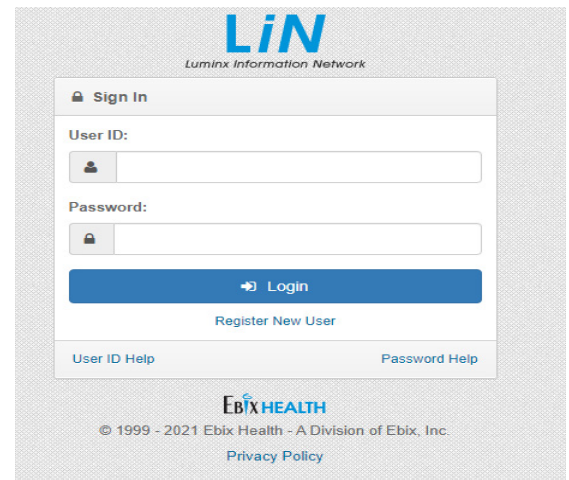 LiN
Luminx Information Network
Sign In
User ID:
Password:
Login
Register New User
User ID Help Password Help
EBIX HEALTH
© 1999 - 2021 Ebix Health - A Division of Ebix, Inc.
Privacy Policy